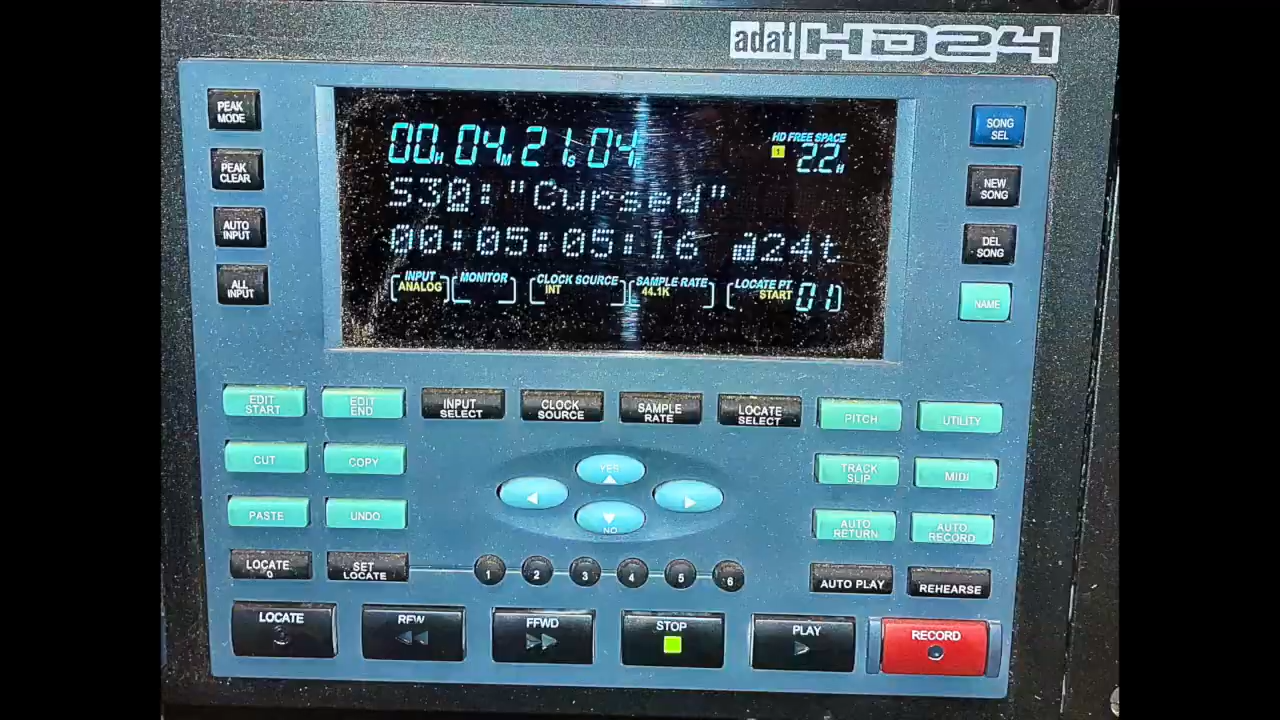 adat HD24
PEAK MODE
PEAK CLEAR
AUTO INPUT
ALL INPUT
00H 04M 21S 04
HD FREE SPACE
1 2.2H
S30: "Cursed"
00:05:05:16 d24t
INPUT MONITOR CLOCK SOURCE SAMPLE RATE LOCATE PT
ANALOG INT 44.1K START 01
SONG SEL
NEW SONG
DEL SONG
NAME
EDIT START
EDIT END
INPUT SELECT
CLOCK SOURCE
SAMPLE RATE
LOCATE SELECT
PITCH
UTILITY
CUT
COPY
YES
TRACK SLIP
MIDI
PASTE
UNDO
NO
AUTO RETURN
AUTO RECORD
LOCATE 0
SET LOCATE
1 2 3 4 5 6
AUTO PLAY
REHEARSE
LOCATE
REW
FFWD
STOP
PLAY
RECORD